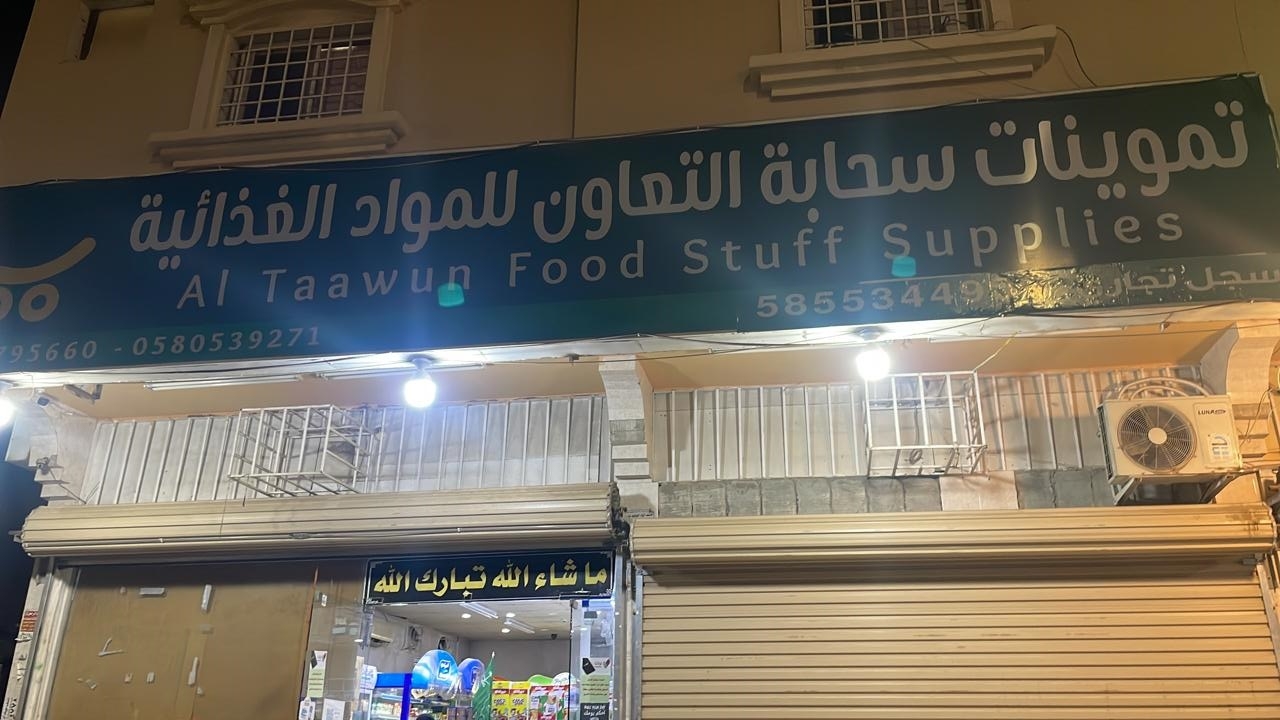 تموينات سحابة التعاون للمواد الغذائية
Al Taawun Food Stuff Supplies
سجل تجاري
795660 - 0580539271
LUNA
ما شاء الله تبارك الله